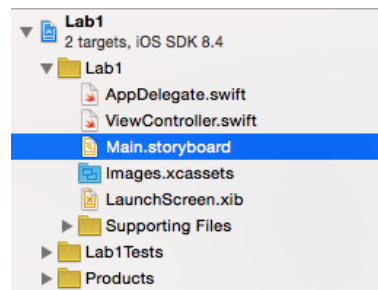 Lab1
2 targets, iOS SDK 8.4
Lab1
AppDelegate.swift
ViewController.swift
Main.storyboard
Images.xcassets
LaunchScreen.xib
Supporting Files
Lab1Tests
Products